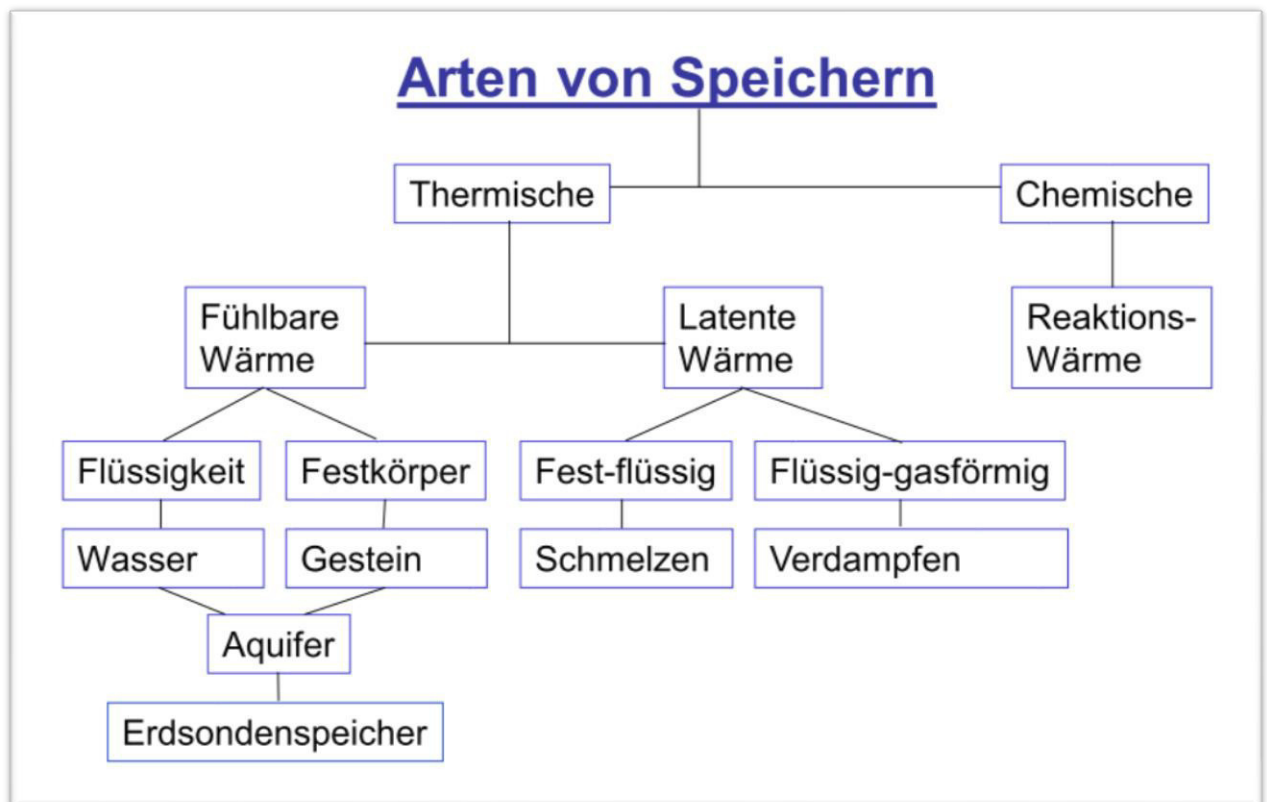 Arten von Speichern
Thermische
Chemische
Fühlbare
Wärme
Latente
Wärme
Reaktions-
Wärme
Flüssigkeit
Festkörper
Fest-flüssig
Flüssig-gasförmig
Wasser
Gestein
Schmelzen
Verdampfen
Aquifer
Erdsondenspeicher